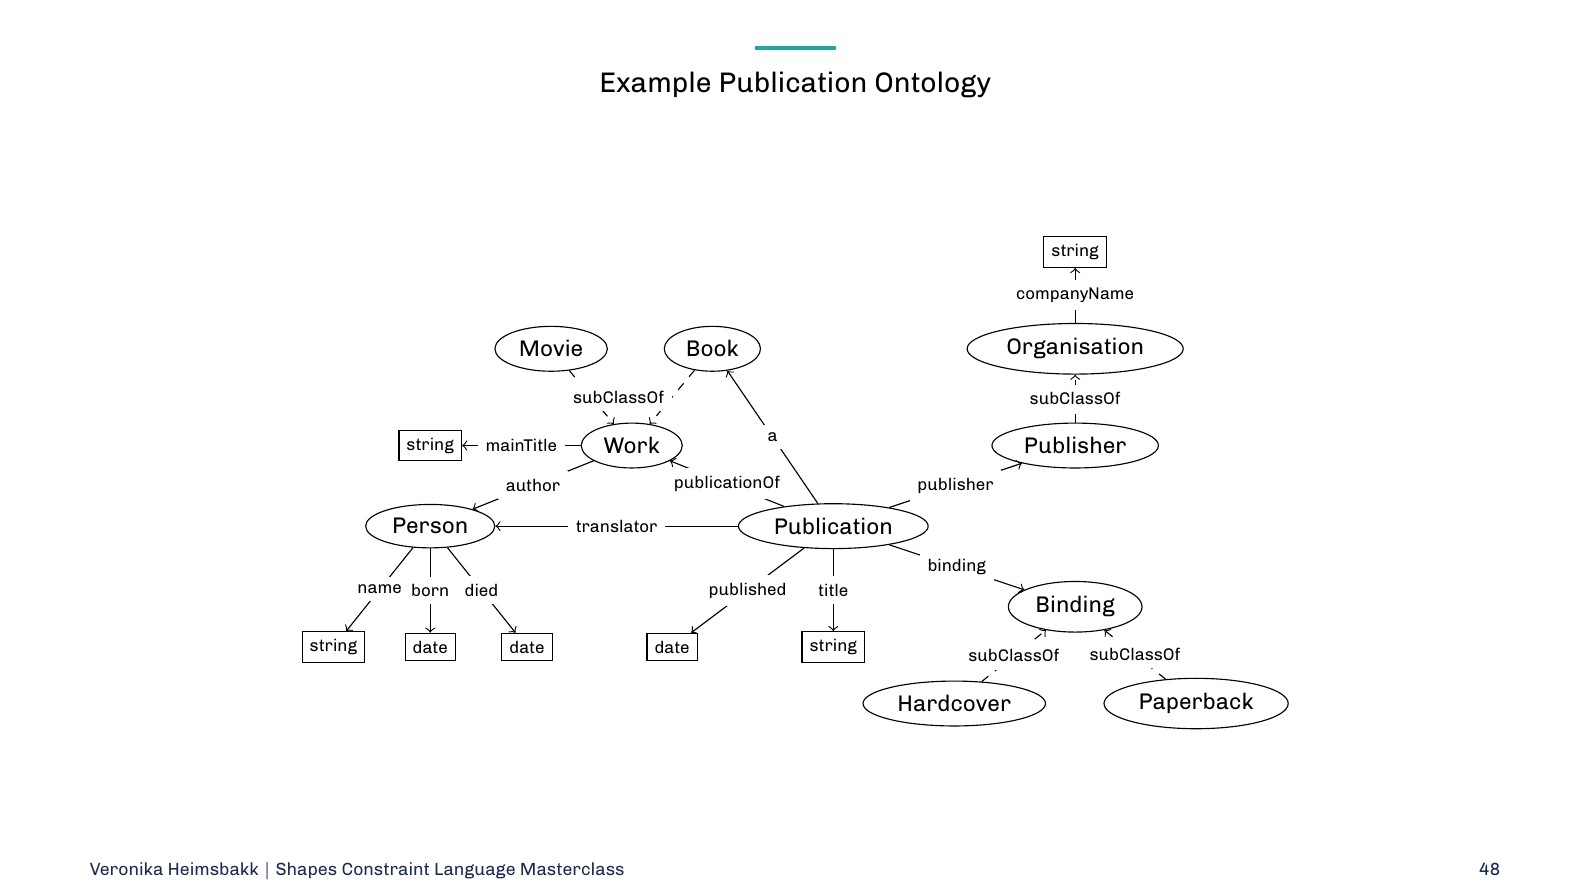 Example Publication Ontology
string
companyName
Movie
Book
Organisation
subClassOf
subClassOf
a
string
mainTitle
Work
Publisher
author
publicationOf
publisher
Person
translator
Publication
binding
name
born
died
published
title
Binding
string
date
date
date
string
subClassOf
subClassOf
Hardcover
Paperback
Veronika Heimsbakk | Shapes Constraint Language Masterclass
48